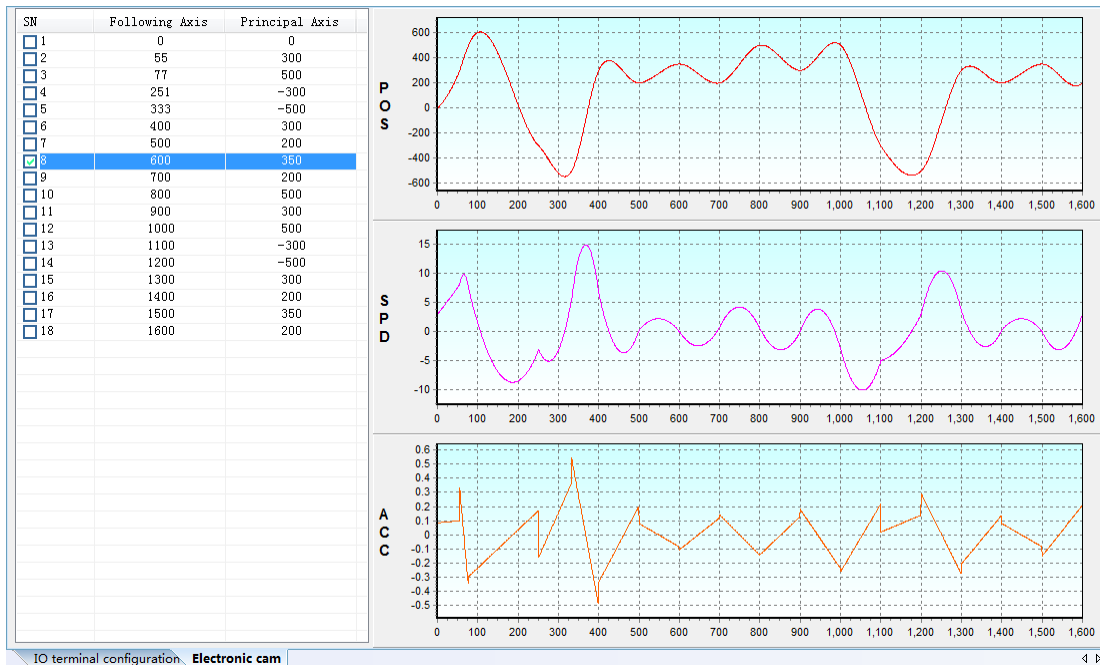 SN Following Axis Principal Axis
1 0 0
2 55 300
3 77 500
4 251 -300
5 333 -500
6 400 300
7 500 200
8 600 350
9 700 200
10 800 500
11 900 300
12 1000 500
13 1100 -300
14 1200 -500
15 1300 300
16 1400 200
17 1500 350
18 1600 200
POS
600
400
200
0
-200
-400
-600
0 100 200 300 400 500 600 700 800 900 1,000 1,100 1,200 1,300 1,400 1,500 1,600
SPD
15
10
5
0
-5
-10
0 100 200 300 400 500 600 700 800 900 1,000 1,100 1,200 1,300 1,400 1,500 1,600
ACC
0.6
0.5
0.4
0.3
0.2
0.1
0
-0.1
-0.2
-0.3
-0.4
-0.5
0 100 200 300 400 500 600 700 800 900 1,000 1,100 1,200 1,300 1,400 1,500 1,600
IO terminal configuration Electronic cam